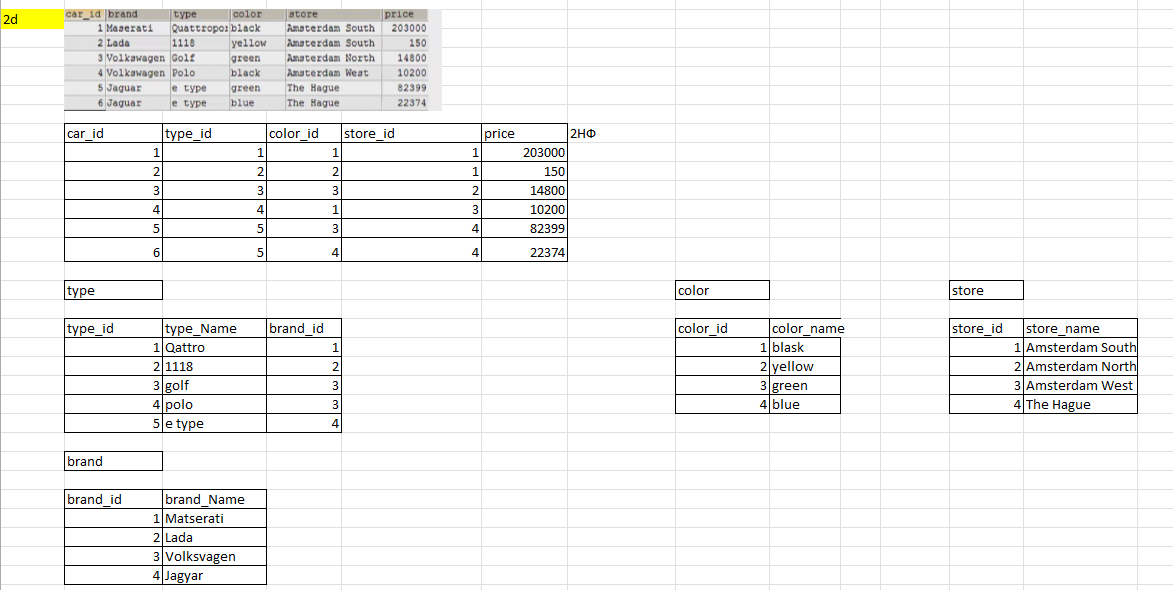 2d
car_id brand type color store price
1 Maserati Quattropor black Amsterdam South 203000
2 Lada 1118 yellow Amsterdam South 150
3 Volkswagen Golf green Amsterdam North 14800
4 Volkswagen Polo black Amsterdam West 10200
5 Jaguar e type green The Hague 82399
6 Jaguar e type blue The Hague 22374
car_id type_id color_id store_id price 2НФ
1 1 1 1 203000
2 2 2 1 150
3 3 3 2 14800
4 4 1 3 10200
5 5 3 4 82399
6 5 4 4 22374
type color store
type_id type_Name brand_id color_id color_name store_id store_name
1 Qattro 1 1 blask 1 Amsterdam South
2 1118 2 2 yellow 2 Amsterdam North
3 golf 3 3 green 3 Amsterdam West
4 polo 3 4 blue 4 The Hague
5 e type 4
brand
brand_id brand_Name
1 Matserati
2 Lada
3 Volksvagen
4 Jagyar